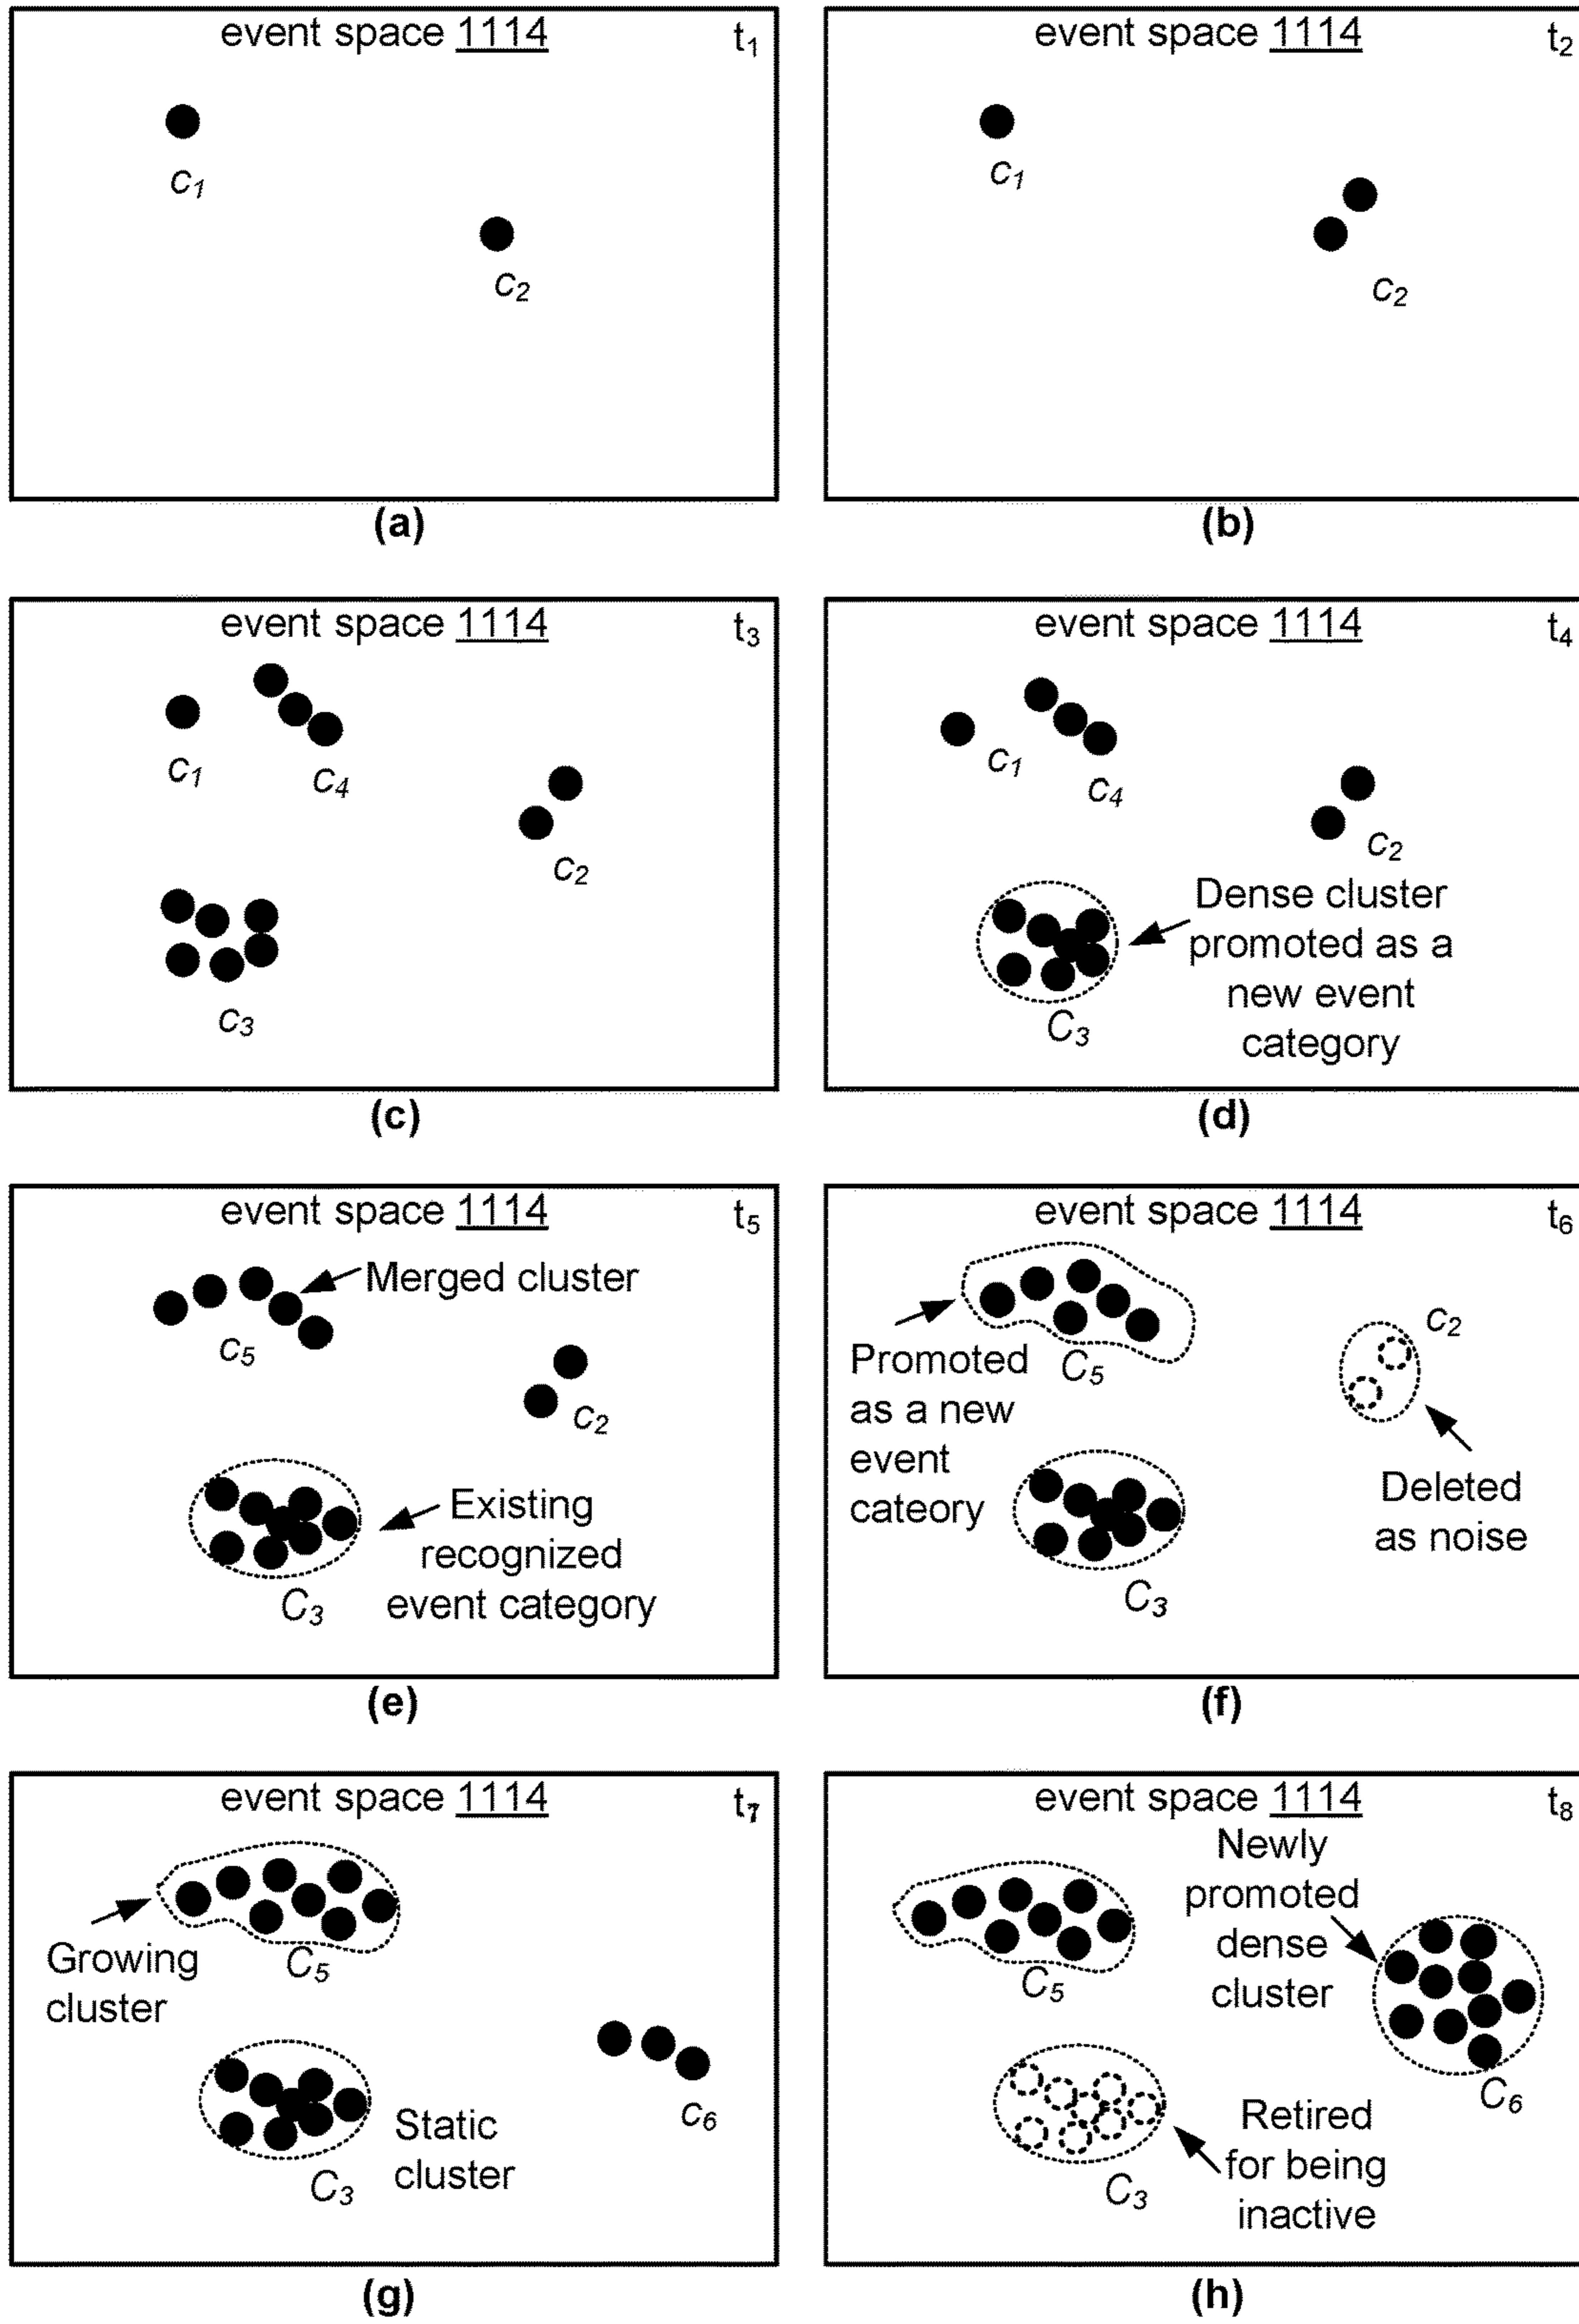 event space 1114 t1
c1
c2
(a)
event space 1114 t2
c1
c2
(b)
event space 1114 t3
c1
c4
c2
c3
(c)
event space 1114 t4
c1
c4
c2
Dense cluster
promoted as a
new event
category
C3
(d)
event space 1114 t5
Merged cluster
c5
c2
Existing
recognized
event category
C3
(e)
event space 1114 t6
c2
Promoted
as a new
event
cateory
C5
Deleted
as noise
C3
(f)
event space 1114 t7
Growing
cluster
C5
c6
Static
cluster
C3
(g)
event space 1114 t8
Newly
promoted
dense
cluster
C5
C6
Retired
for being
inactive
C3
(h)